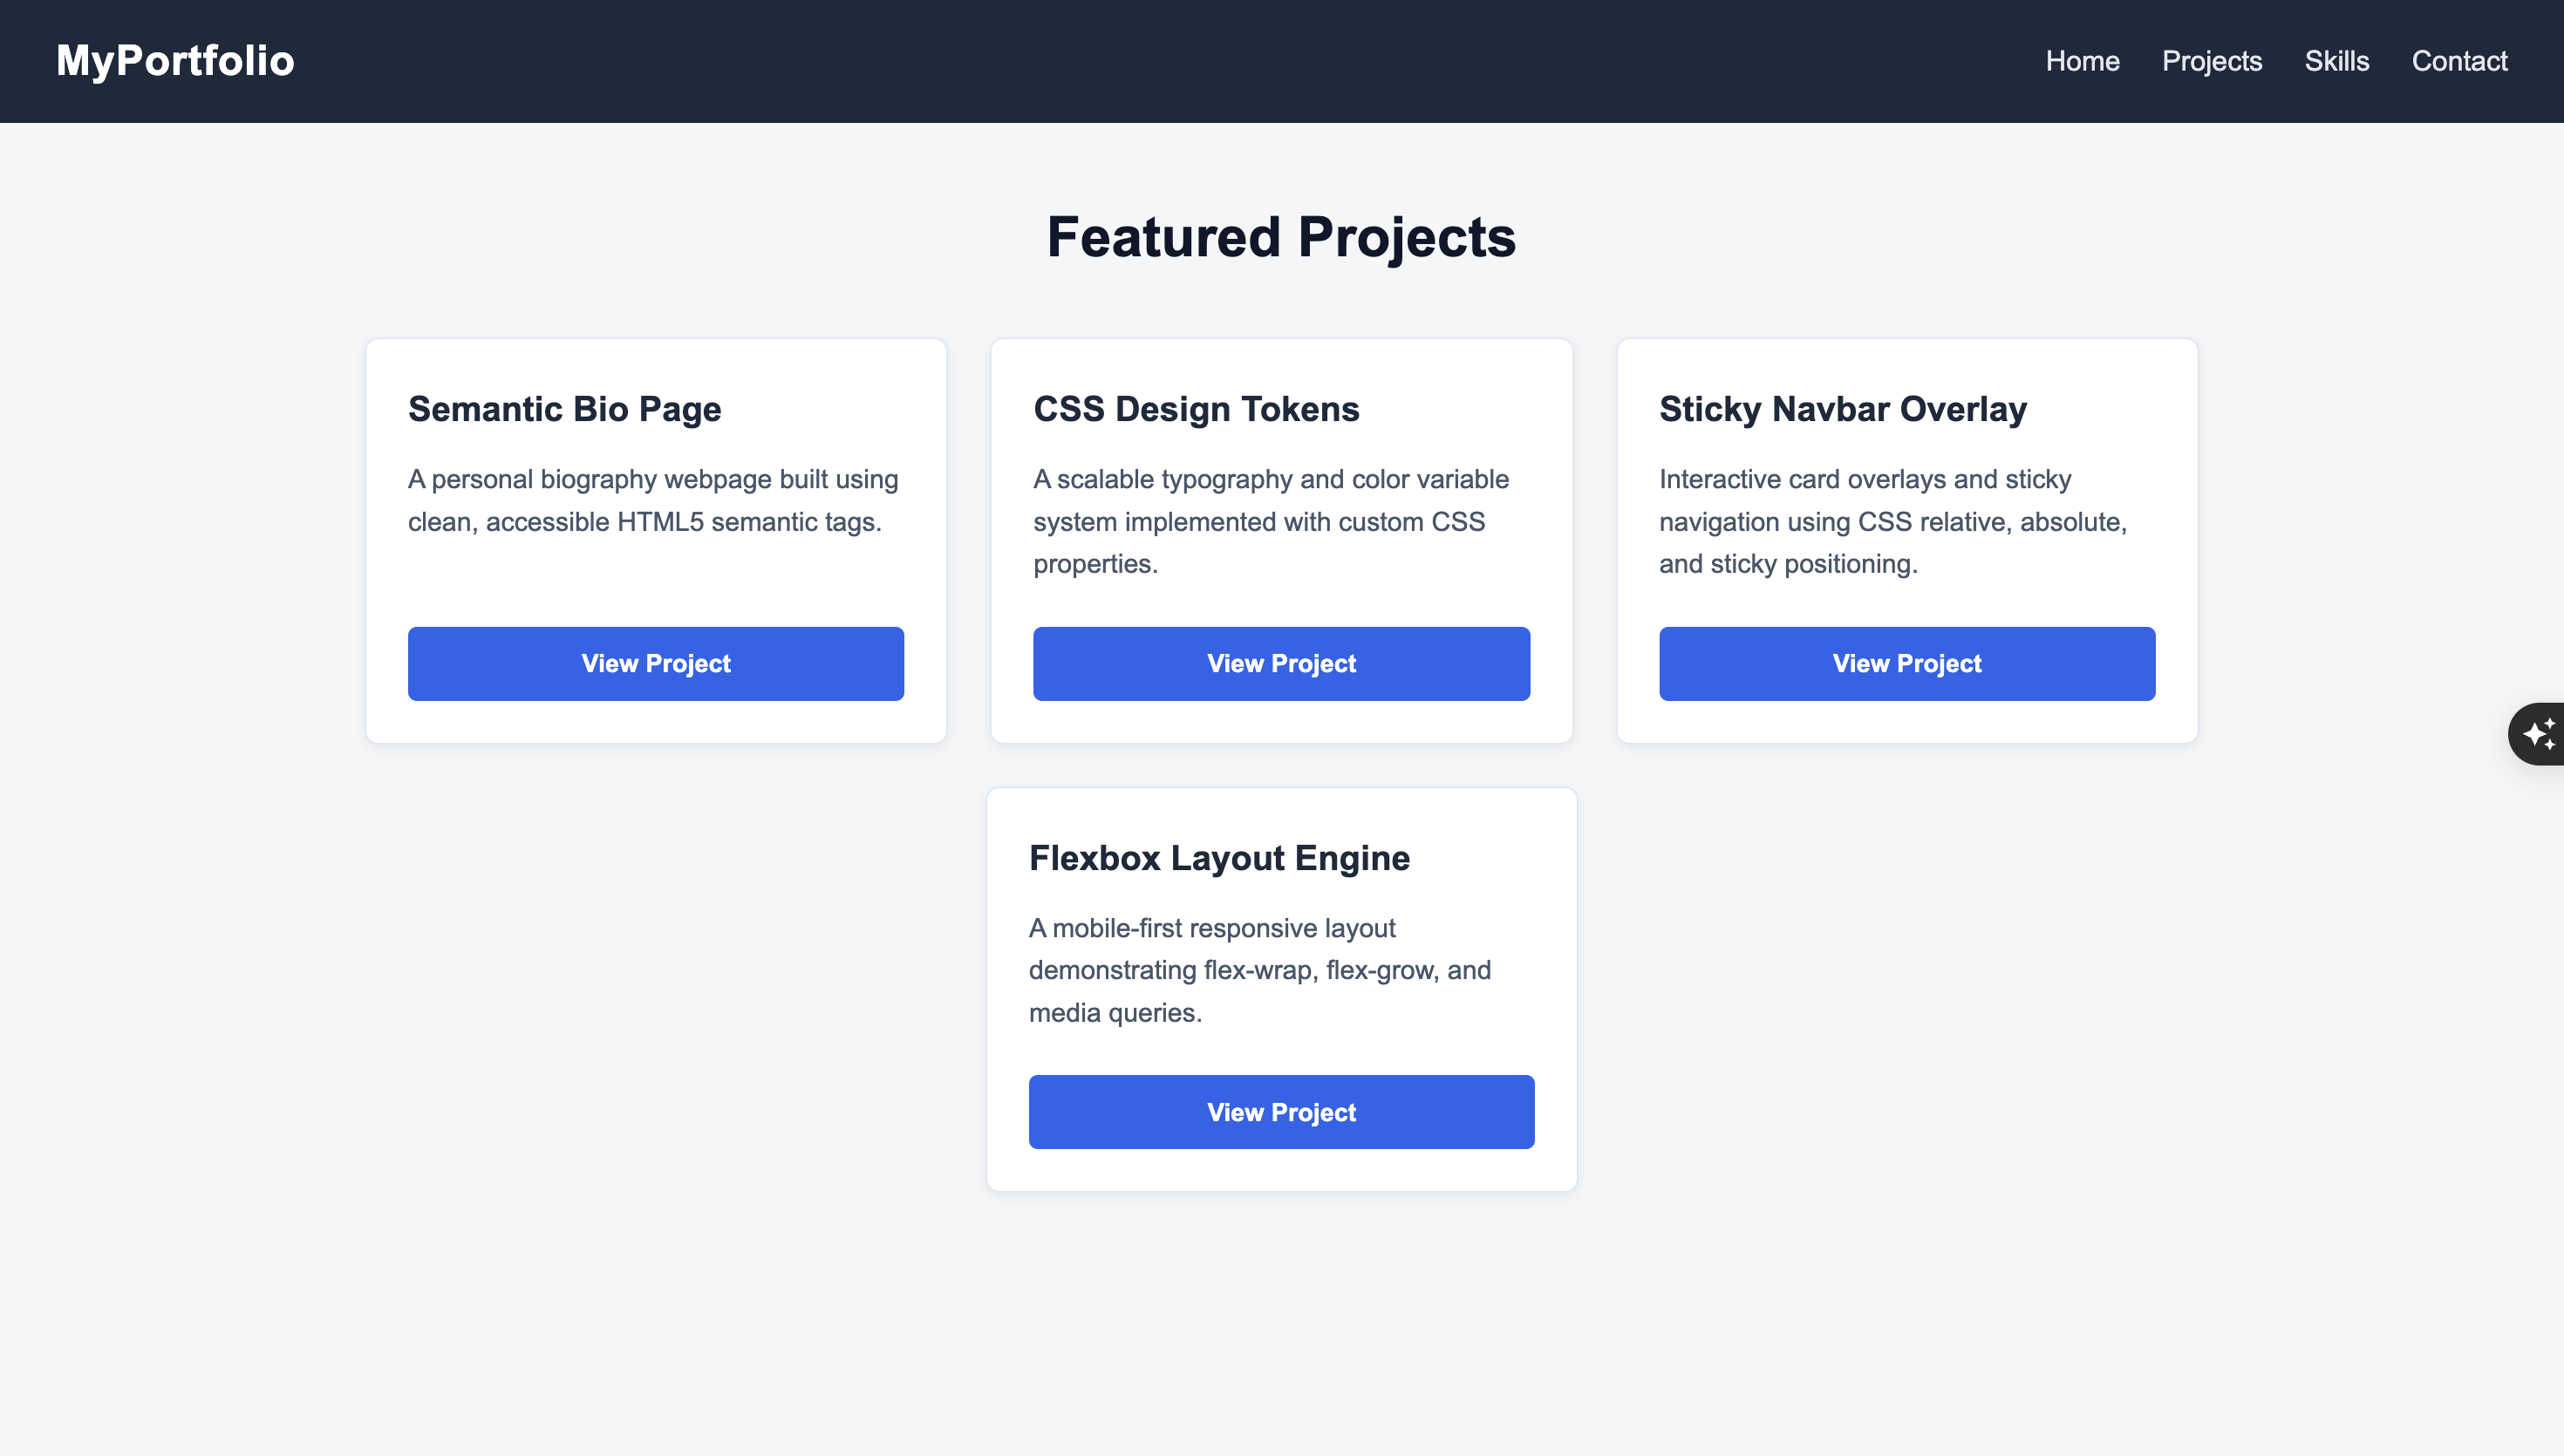 MyPortfolio
Home Projects Skills Contact
Featured Projects
Semantic Bio Page
A personal biography webpage built using
clean, accessible HTML5 semantic tags.
View Project
CSS Design Tokens
A scalable typography and color variable
system implemented with custom CSS
properties.
View Project
Sticky Navbar Overlay
Interactive card overlays and sticky
navigation using CSS relative, absolute,
and sticky positioning.
View Project
Flexbox Layout Engine
A mobile-first responsive layout
demonstrating flex-wrap, flex-grow, and
media queries.
View Project